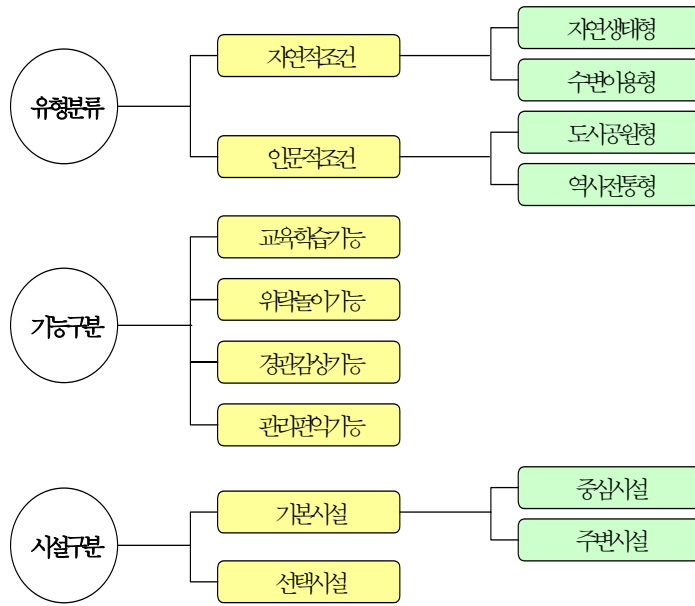 유형분류
자연적조건
자연생태형
수변이용형
인문적조건
도시공원형
역사전통형
기능구분
교육학습기능
위락놀이기능
경관감상기능
관리편익기능
시설구분
기본시설
중심시설
주변시설
선택시설